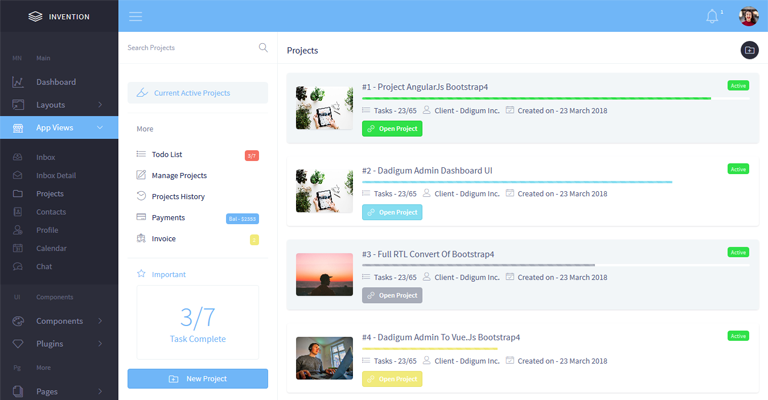 INVENTION
MN Main
Dashboard
Layouts
App Views
Inbox
Inbox Detail
Projects
Contacts
Profile
Calendar
Chat
UI Components
Components
Plugins
Pg More
Pages
Search Projects
Current Active Projects
More
Todo List 3/7
Manage Projects
Projects History
Payments
Invoice
Important
3/7
Task Complete
New Project
1
Projects
#1 - Project AngularJs Bootstrap4 Active
Tasks - 23/65 Client - Ddigum Inc. Created on - 23 March 2018
Open Project
#2 - Dadigum Admin Dashboard UI Active
Tasks - 23/65 Client - Ddigum Inc. Created on - 23 March 2018
Open Project
#3 - Full RTL Convert Of Bootstrap4 Active
Tasks - 23/65 Client - Ddigum Inc. Created on - 23 March 2018
Open Project
#4 - Dadigum Admin To Vue.Js Bootstrap4 Active
Tasks - 23/65 Client - Ddigum Inc. Created on - 23 March 2018
Open Project